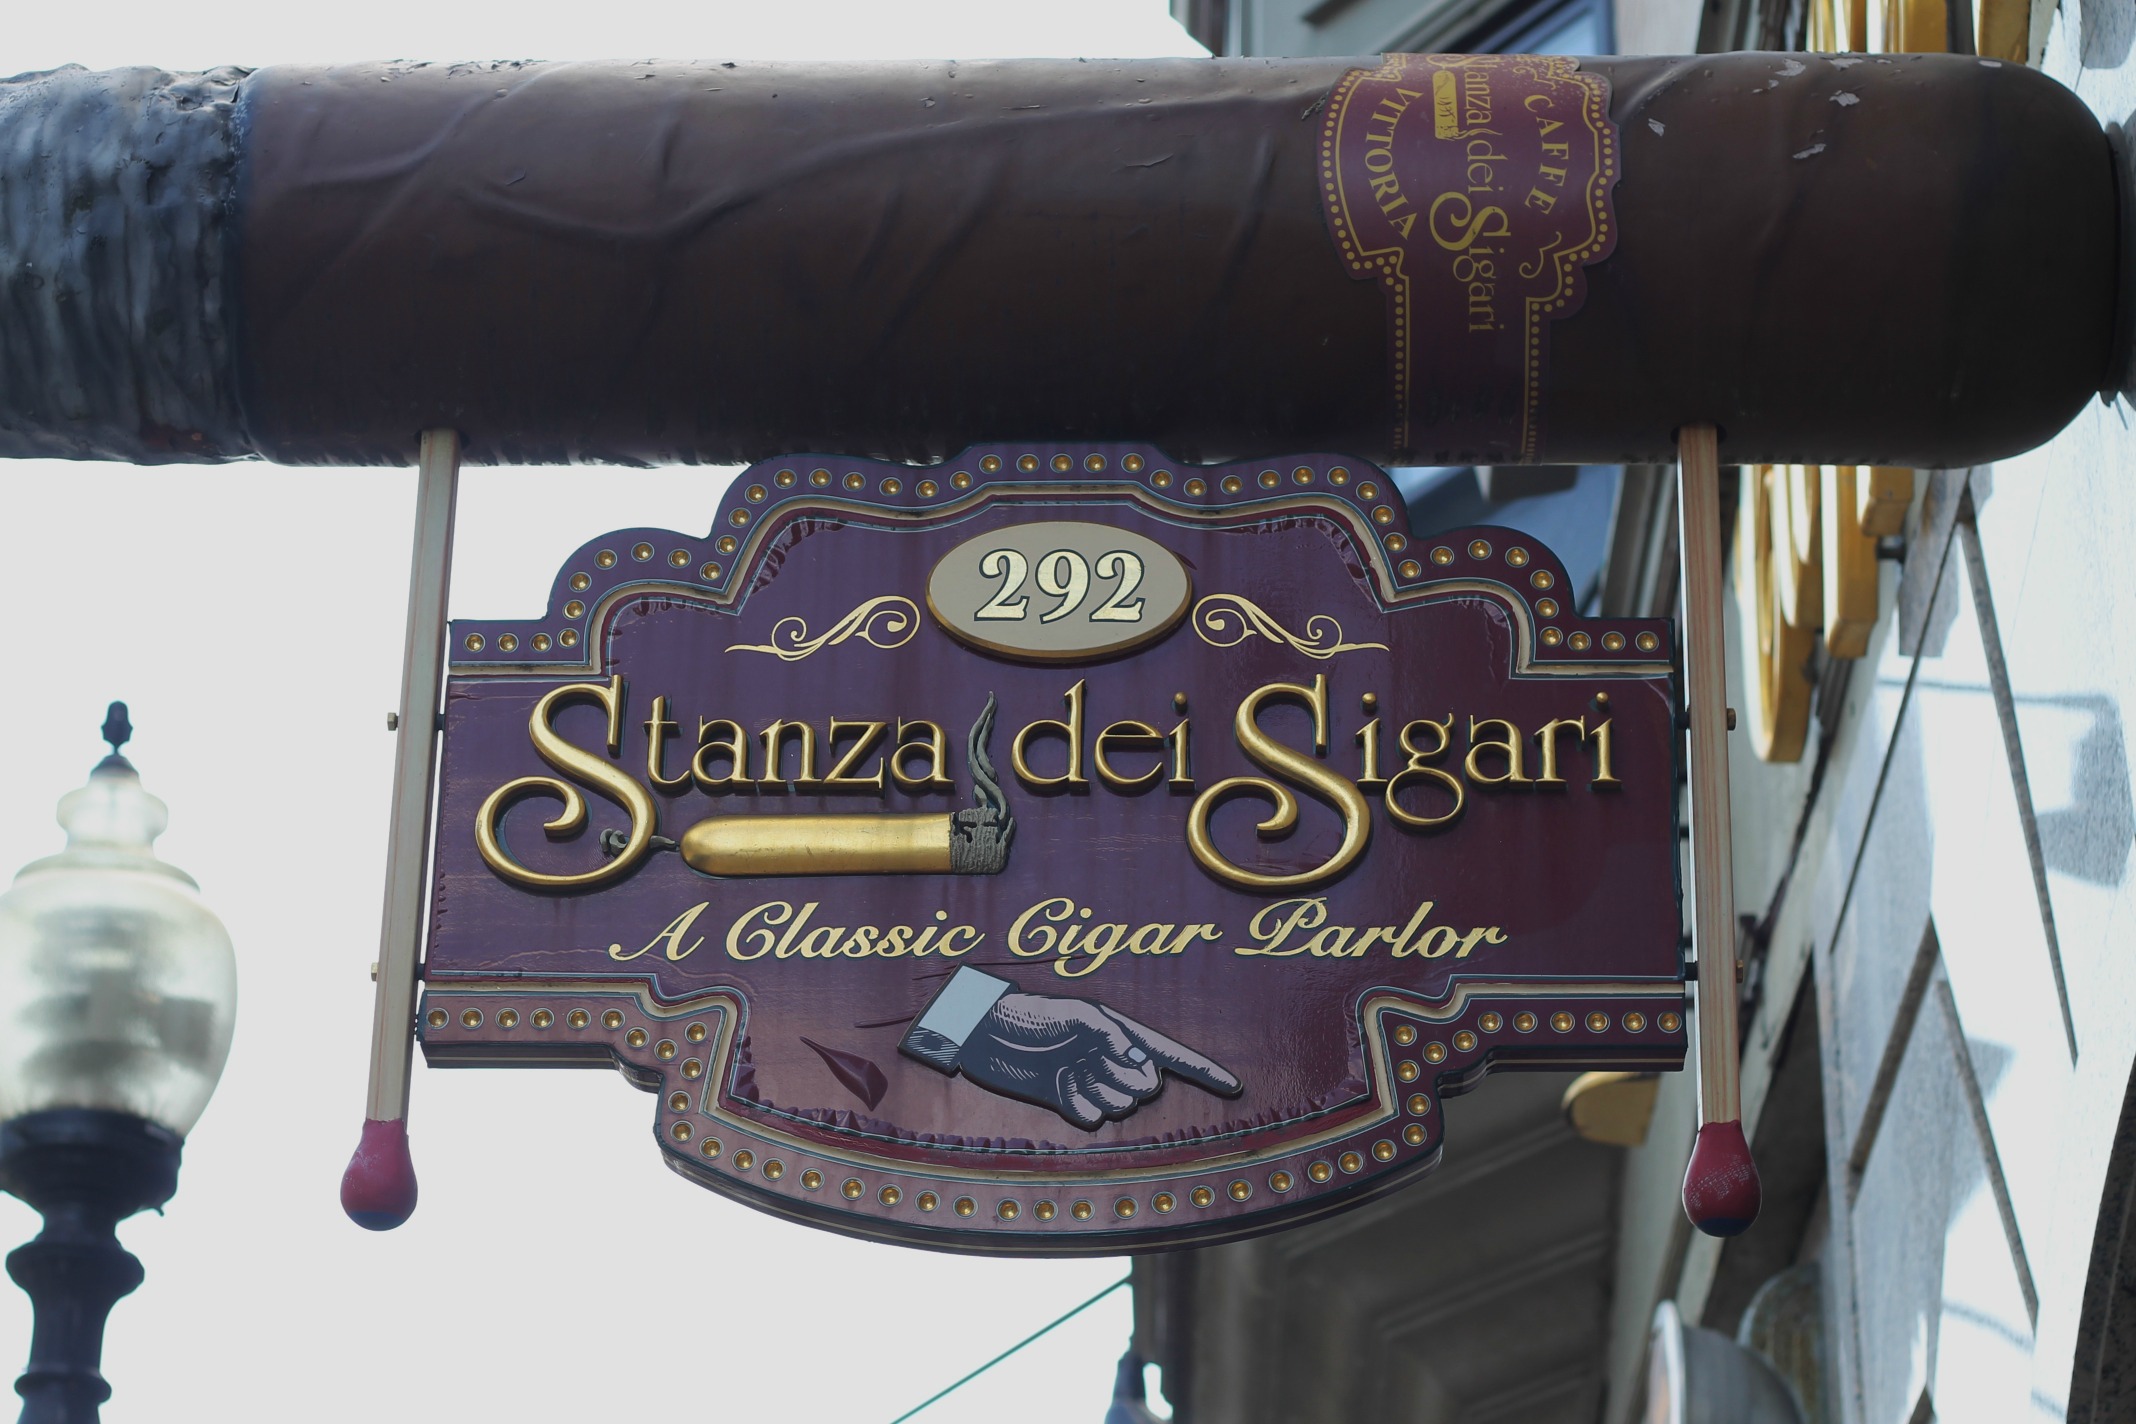 CAFFE
Stanza dei Sigari
VITTORIA
292
Stanza dei Sigari
A Classic Cigar Parlor